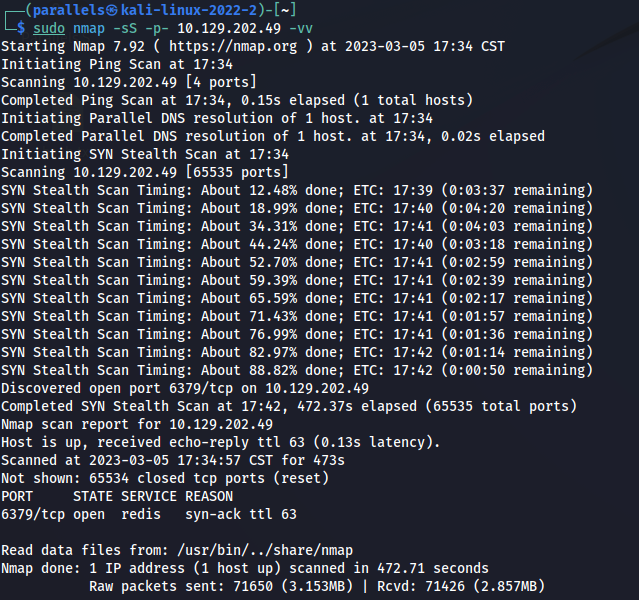 ┌──(parallels㉿kali-linux-2022-2)-[~]
└─$ sudo nmap -sS -p- 10.129.202.49 -vv
Starting Nmap 7.92 ( https://nmap.org ) at 2023-03-05 17:34 CST
Initiating Ping Scan at 17:34
Scanning 10.129.202.49 [4 ports]
Completed Ping Scan at 17:34, 0.15s elapsed (1 total hosts)
Initiating Parallel DNS resolution of 1 host. at 17:34
Completed Parallel DNS resolution of 1 host. at 17:34, 0.02s elapsed
Initiating SYN Stealth Scan at 17:34
Scanning 10.129.202.49 [65535 ports]
SYN Stealth Scan Timing: About 12.48% done; ETC: 17:39 (0:03:37 remaining)
SYN Stealth Scan Timing: About 18.99% done; ETC: 17:40 (0:04:20 remaining)
SYN Stealth Scan Timing: About 34.31% done; ETC: 17:41 (0:04:03 remaining)
SYN Stealth Scan Timing: About 44.24% done; ETC: 17:40 (0:03:18 remaining)
SYN Stealth Scan Timing: About 52.70% done; ETC: 17:41 (0:02:59 remaining)
SYN Stealth Scan Timing: About 59.39% done; ETC: 17:41 (0:02:39 remaining)
SYN Stealth Scan Timing: About 65.59% done; ETC: 17:41 (0:02:17 remaining)
SYN Stealth Scan Timing: About 71.43% done; ETC: 17:41 (0:01:57 remaining)
SYN Stealth Scan Timing: About 76.99% done; ETC: 17:41 (0:01:36 remaining)
SYN Stealth Scan Timing: About 82.97% done; ETC: 17:42 (0:01:14 remaining)
SYN Stealth Scan Timing: About 88.82% done; ETC: 17:42 (0:00:50 remaining)
Discovered open port 6379/tcp on 10.129.202.49
Completed SYN Stealth Scan at 17:42, 472.37s elapsed (65535 total ports)
Nmap scan report for 10.129.202.49
Host is up, received echo-reply ttl 63 (0.13s latency).
Scanned at 2023-03-05 17:34:57 CST for 473s
Not shown: 65534 closed tcp ports (reset)
PORT     STATE SERVICE REASON
6379/tcp open  redis   syn-ack ttl 63

Read data files from: /usr/bin/../share/nmap
Nmap done: 1 IP address (1 host up) scanned in 472.71 seconds
           Raw packets sent: 71650 (3.153MB) | Rcvd: 71426 (2.857MB)